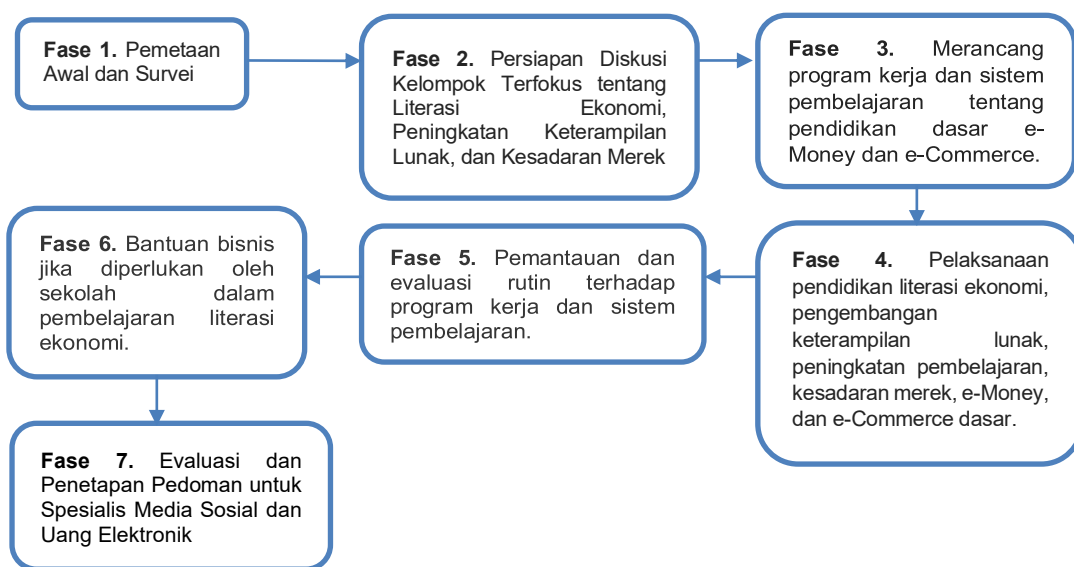 Fase 1. Pemetaan
Awal dan Survei
Fase 2. Persiapan Diskusi
Kelompok Terfokus tentang
Literasi Ekonomi,
Peningkatan Keterampilan
Lunak, dan Kesadaran Merek
Fase 3. Merancang
program kerja dan sistem
pembelajaran tentang
pendidikan dasar e-
Money dan e-Commerce.
Fase 4. Pelaksanaan
pendidikan literasi ekonomi,
pengembangan
keterampilan lunak,
peningkatan pembelajaran,
kesadaran merek, e-Money,
dan e-Commerce dasar.
Fase 5. Pemantauan dan
evaluasi rutin terhadap
program kerja dan sistem
pembelajaran.
Fase 6. Bantuan bisnis
jika diperlukan oleh
sekolah dalam
pembelajaran literasi
ekonomi.
Fase 7. Evaluasi dan
Penetapan Pedoman untuk
Spesialis Media Sosial dan
Uang Elektronik